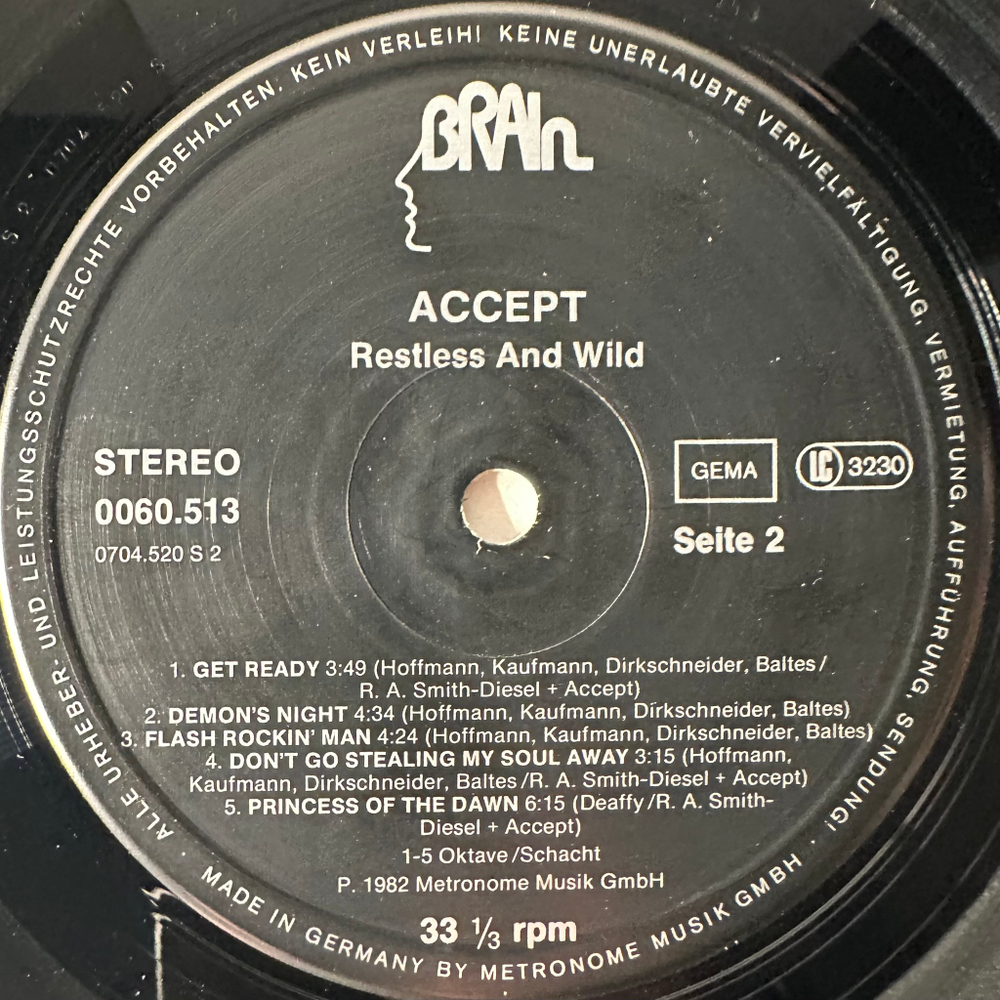 ALLE URHEBER- UND LEISTUNGSSCHUTZRECHTE VORBEHALTEN. KEIN VERLEIH! KEINE UNERLAUBTE VERVIELFÄLTIGUNG, VERMIETUNG, AUFFÜHRUNG, SENDUNG!
BRAIn
ACCEPT
Restless And Wild
STEREO
0060.513
0704.520 S 2
GEMA
LC 3230
Seite 2
1. GET READY 3:49 (Hoffmann, Kaufmann, Dirkschneider, Baltes/
R. A. Smith-Diesel + Accept)
2. DEMON'S NIGHT 4:34 (Hoffmann, Kaufmann, Dirkschneider, Baltes)
3. FLASH ROCKIN' MAN 4:24 (Hoffmann, Kaufmann, Dirkschneider, Baltes)
4. DON'T GO STEALING MY SOUL AWAY 3:15 (Hoffmann,
Kaufmann, Dirkschneider, Baltes/R. A. Smith-Diesel + Accept)
5. PRINCESS OF THE DAWN 6:15 (Deaffy/R. A. Smith-
Diesel + Accept)
1-5 Oktave/Schacht
P. 1982 Metronome Musik GmbH
33 ⅓ rpm
MADE IN GERMANY BY METRONOME MUSIK GMBH